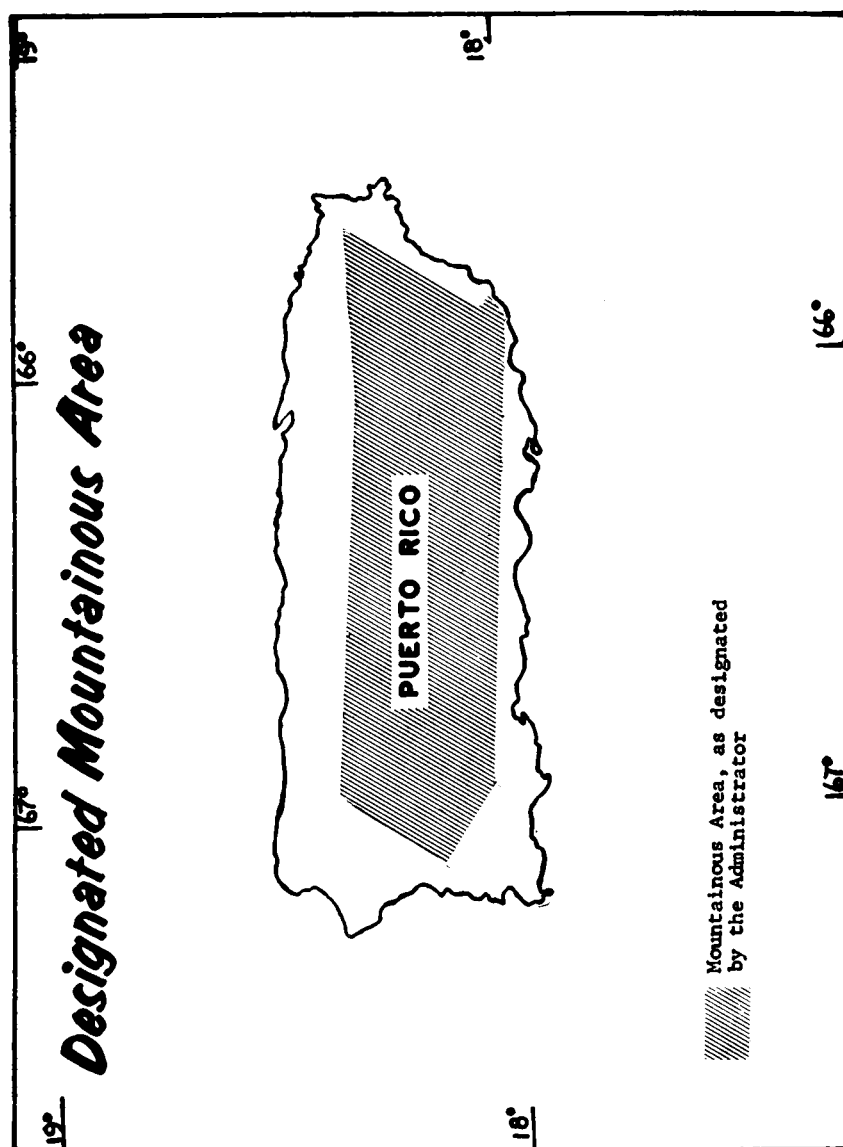 Designated Mountainous Area
19°
67°
66°
19°
PUERTO RICO
18°
18°
Mountainous Area, as designated
by the Administrator
67°
66°